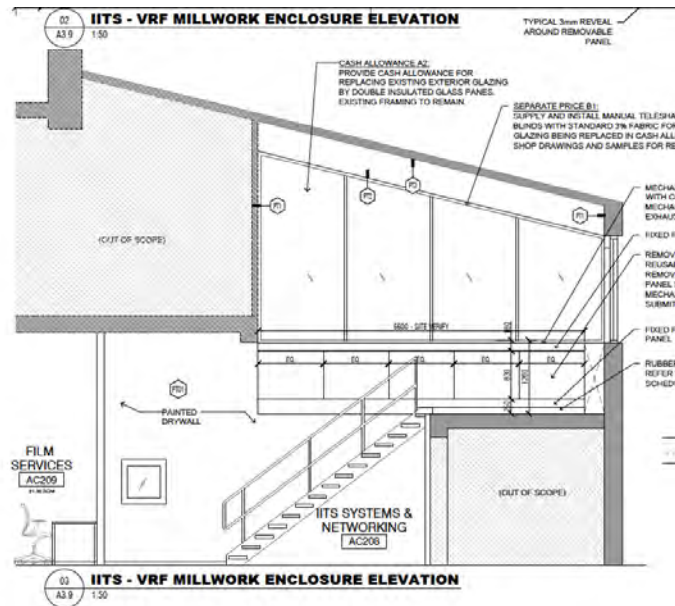 02
A3.9
IITS - VRF MILLWORK ENCLOSURE ELEVATION
1:50
TYPICAL 3mm REVEAL
AROUND REMOVABLE
PANEL
CASH ALLOWANCE A2:
PROVIDE CASH ALLOWANCE FOR
REPLACING EXISTING EXTERIOR GLAZING
BY DOUBLE INSULATED GLASS PANES.
EXISTING FRAMING TO REMAIN.
SEPARATE PRICE B1:
SUPPLY AND INSTALL MANUAL TELESHA
BLINDS WITH STANDARD 3% FABRIC FOR
GLAZING BEING REPLACED IN CASH ALL
SHOP DRAWINGS AND SAMPLES FOR RE
MECHA
WITH C
MECHA
EXHAUS
FIXED F
REMOV
REUSA
REMOV
PANEL
MECHA
SUBMIT
FIXED F
PANEL
RUBBER
REFER
SCHED
(OUT OF SCOPE)
6600 - SITE VERIFY
EQ
EQ
EQ
EQ
EQ
PAINTED
DRYWALL
FILM
SERVICES
AC209
IITS SYSTEMS &
NETWORKING
AC208
(OUT OF SCOPE)
03
A3.9
IITS - VRF MILLWORK ENCLOSURE ELEVATION
1:50